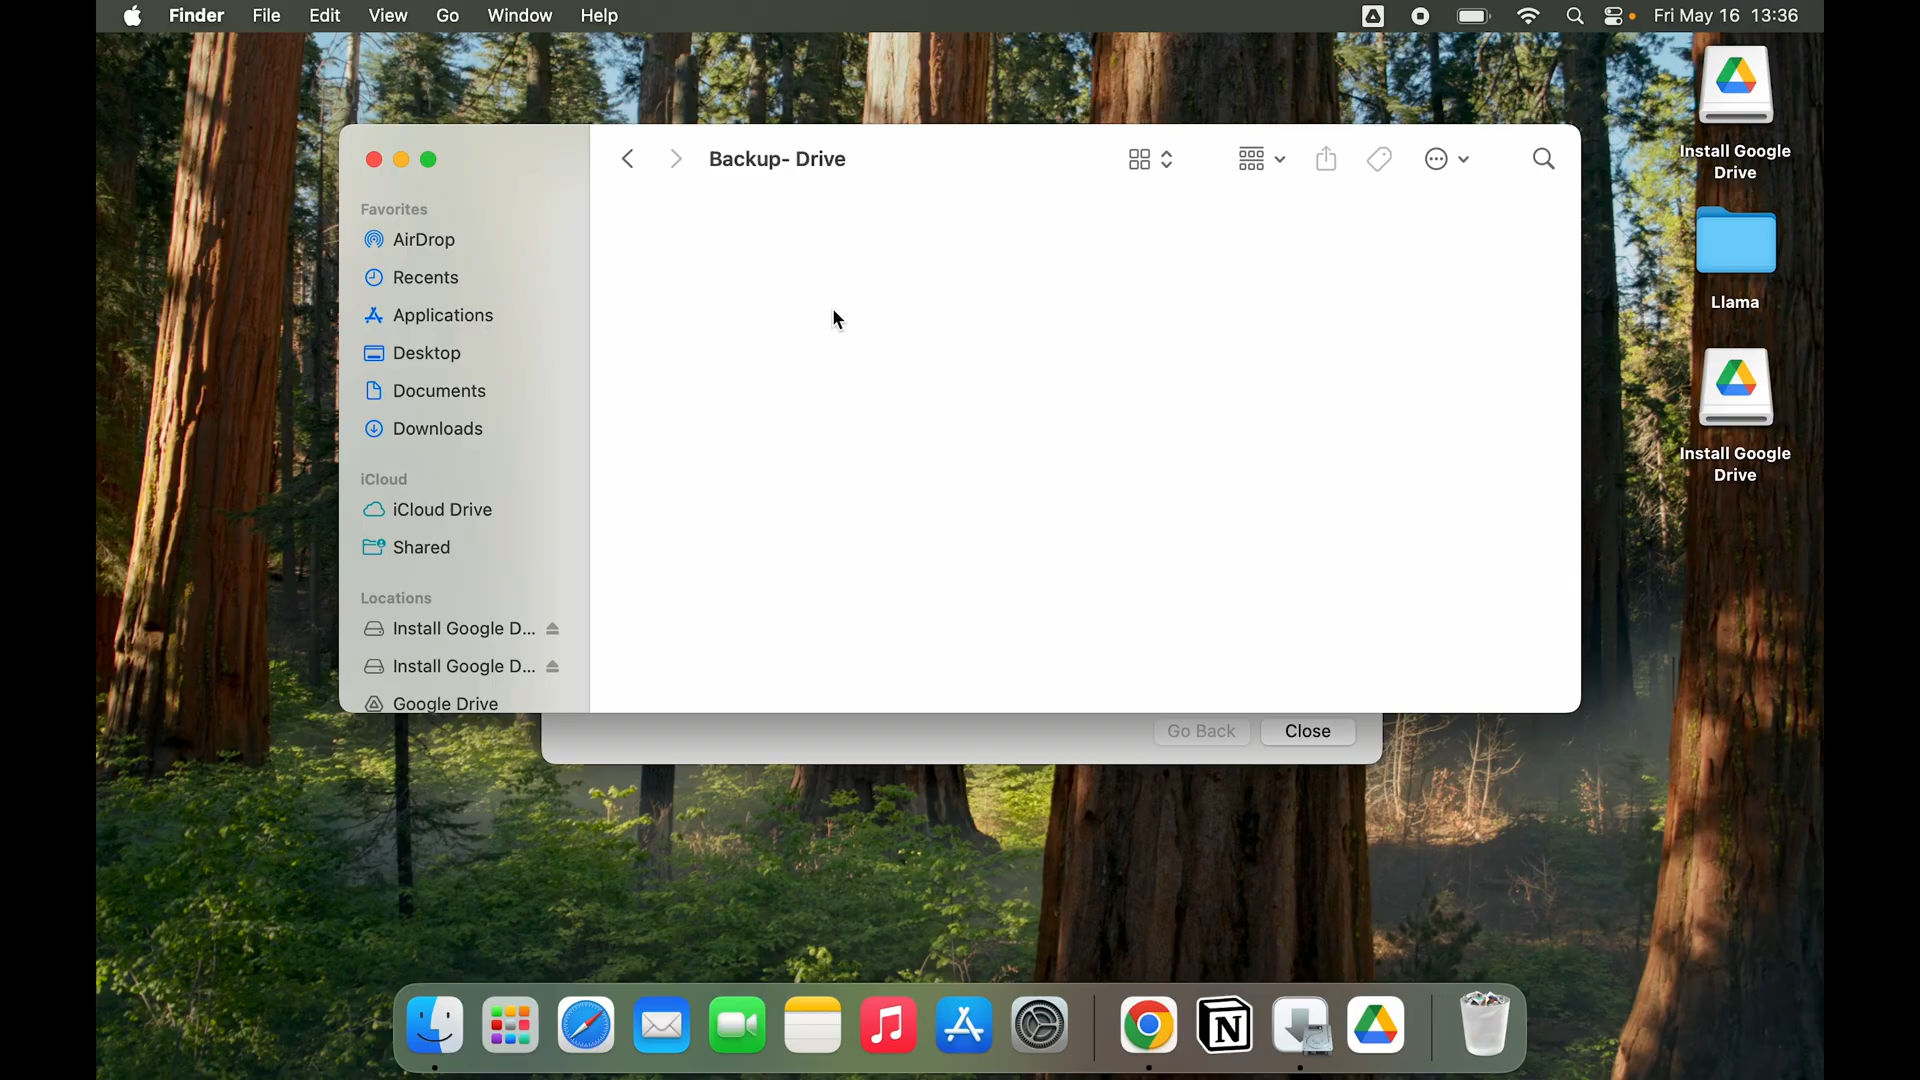 Finder File Edit View Go Window Help Fri May 16 13:36
Backup- Drive
Favorites
AirDrop
Recents
Applications
Desktop
Documents
Downloads
iCloud
iCloud Drive
Shared
Locations
Install Google D...
Install Google D...
Google Drive
Go Back Close
Install Google
Drive
Llama
Install Google
Drive